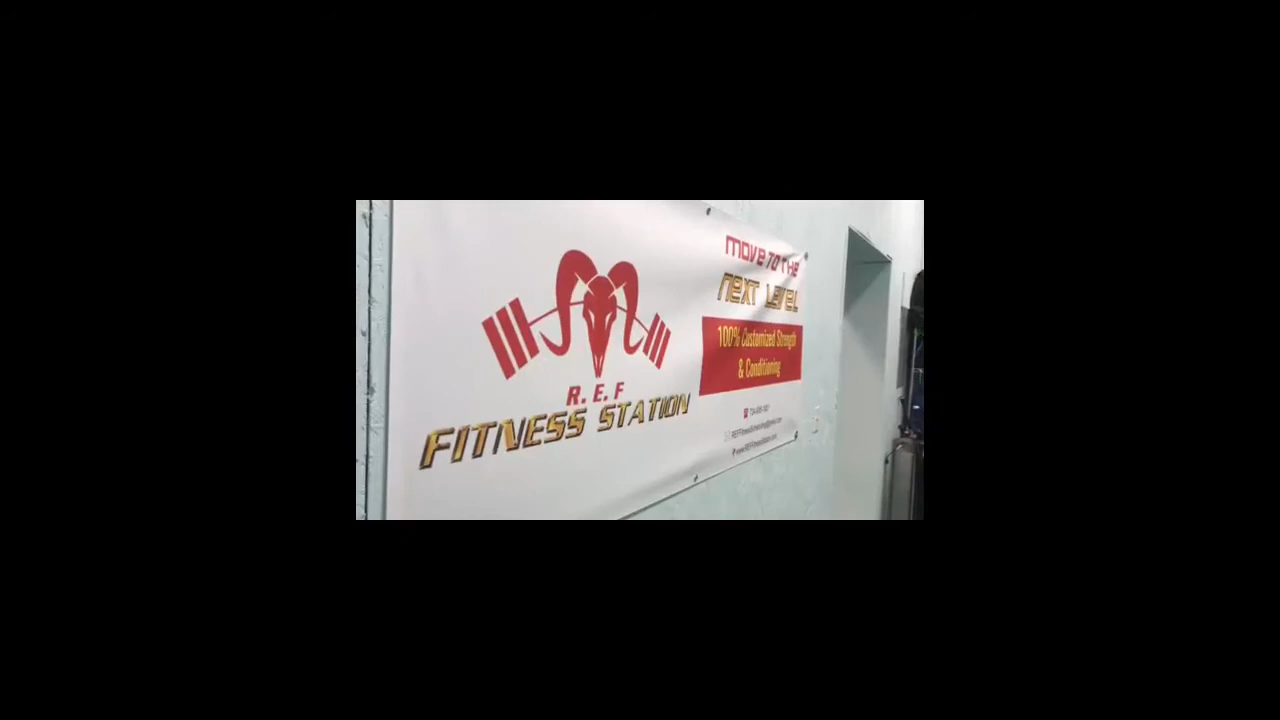 R.E.F
FITNESS STATION
MOVE TO THE
NEXT LEVEL
100% Customized Strength
& Conditioning